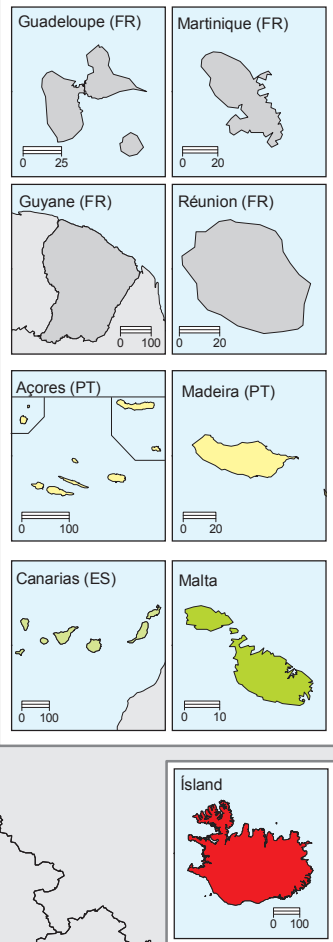 Guadeloupe (FR)
0 25
Martinique (FR)
0 20
Guyane (FR)
0 100
Réunion (FR)
0 20
Açores (PT)
0 100
Madeira (PT)
0 20
Canarias (ES)
0 100
Malta
0 10
Ísland
0 100